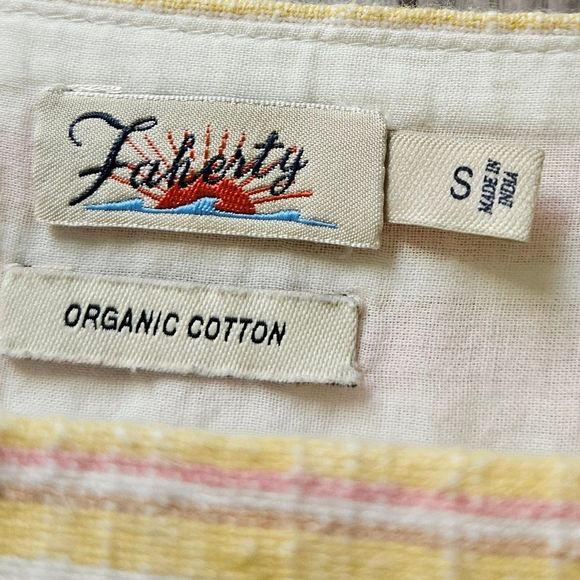 Faherty
S
MADE IN
INDIA
ORGANIC COTTON